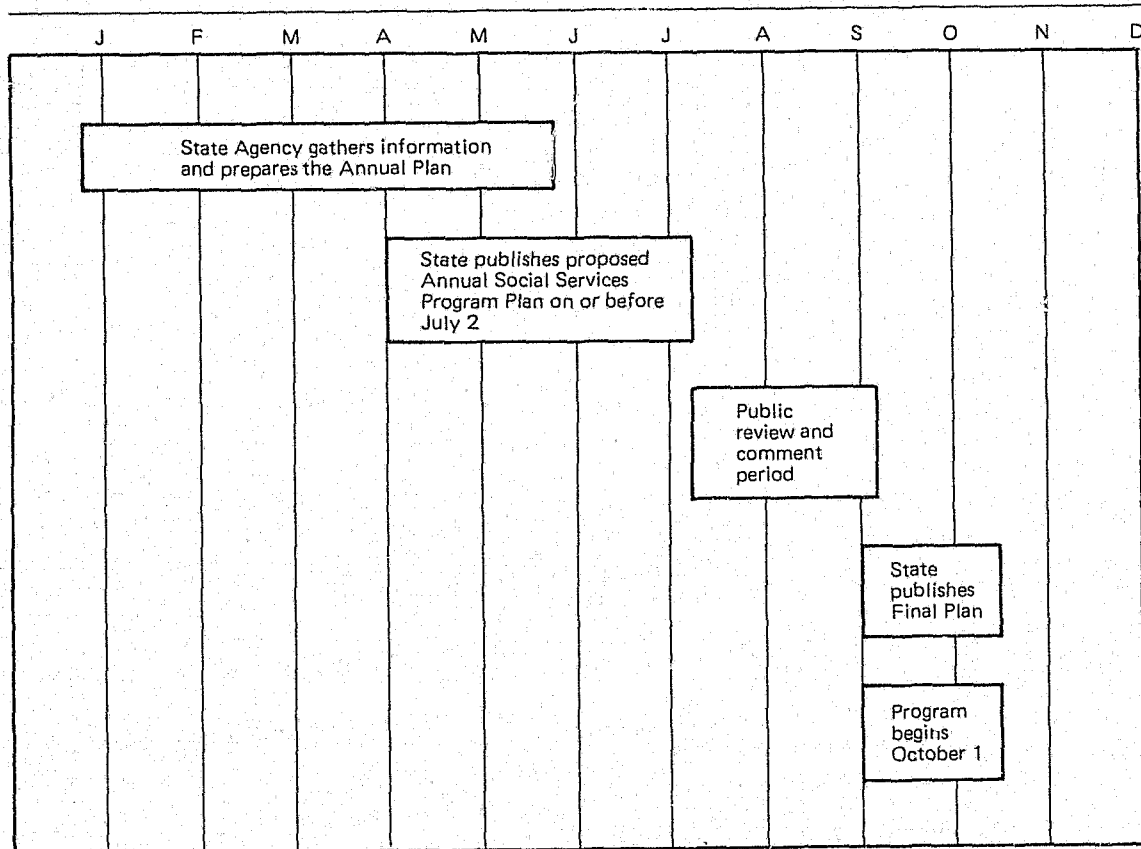 J F M A M J J A S O N D
State Agency gathers information
and prepares the Annual Plan
State publishes proposed
Annual Social Services
Program Plan on or before
July 2
Public
review and
comment
period
State
publishes
Final Plan
Program
begins
October 1